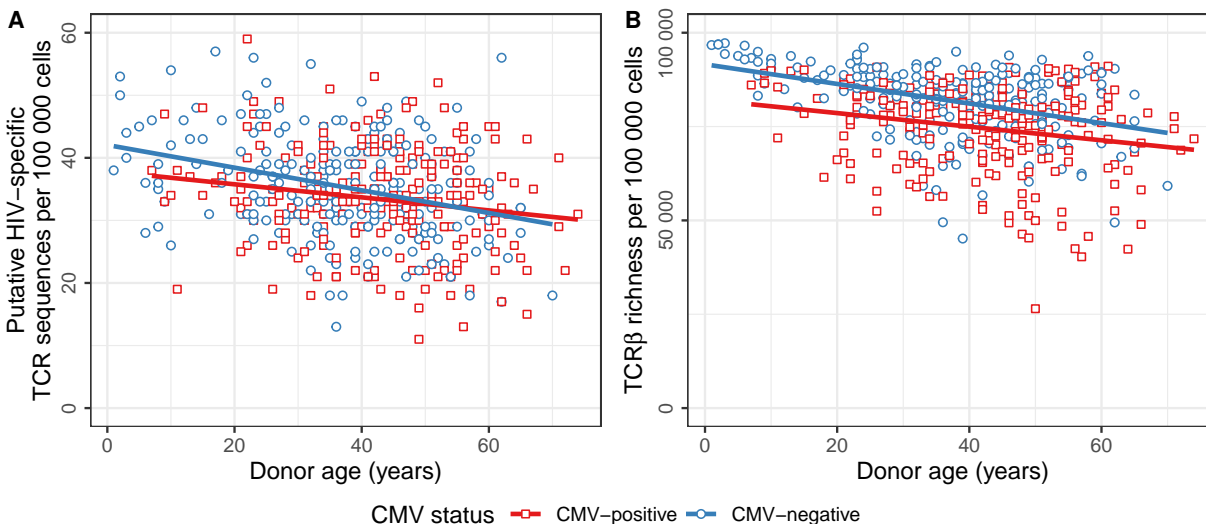 A
Putative HIV−specific
TCR sequences per 100 000 cells
60
40
20
0
0 20 40 60
Donor age (years)
B
TCRβ richness per 100 000 cells
100 000
50 000
0
0 20 40 60
Donor age (years)
CMV status CMV−positive CMV−negative